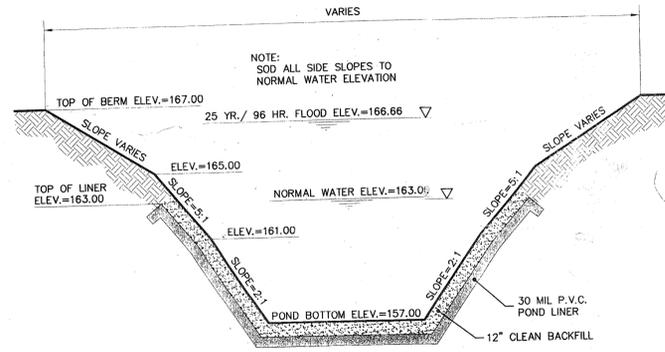 VARIES
NOTE:
SOD ALL SIDE SLOPES TO
NORMAL WATER ELEVATION
TOP OF BERM ELEV.=167.00
25 YR./ 96 HR. FLOOD ELEV.=166.66
SLOPE VARIES
SLOPE VARIES
ELEV.=165.00
TOP OF LINER
ELEV.=163.00
SLOPE=5:1
NORMAL WATER ELEV.=163.00
SLOPE=5:1
ELEV.=161.00
SLOPE=2:1
SLOPE=2:1
POND BOTTOM ELEV.=157.00
30 MIL P.V.C.
POND LINER
12" CLEAN BACKFILL